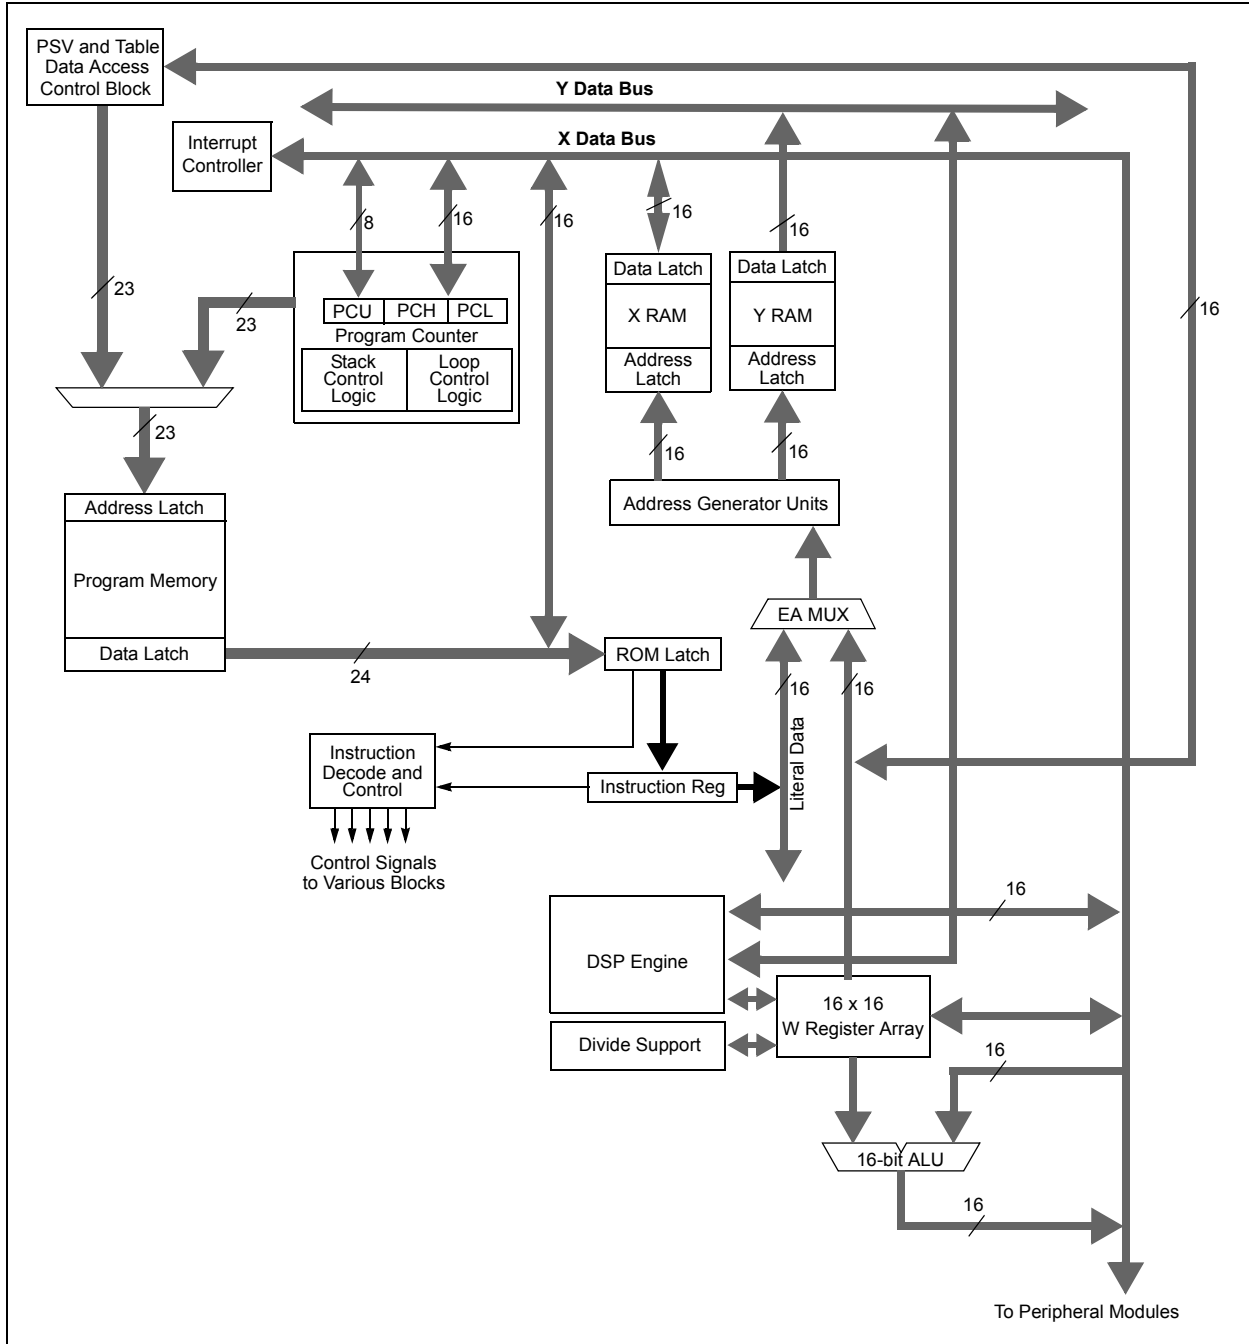 PSV and Table
Data Access
Control Block
Y Data Bus
Interrupt
Controller
X Data Bus
8
16
16
16
16
23
23
16
PCU
PCH
PCL
Program Counter
Stack
Control
Logic
Loop
Control
Logic
Data Latch
X RAM
Address
Latch
Data Latch
Y RAM
Address
Latch
23
16
16
Address Latch
Program Memory
Data Latch
Address Generator Units
EA MUX
24
ROM Latch
16
16
Literal Data
Instruction
Decode and
Control
Instruction Reg
Control Signals
to Various Blocks
16
DSP Engine
16 x 16
W Register Array
Divide Support
16
16-bit ALU
16
To Peripheral Modules